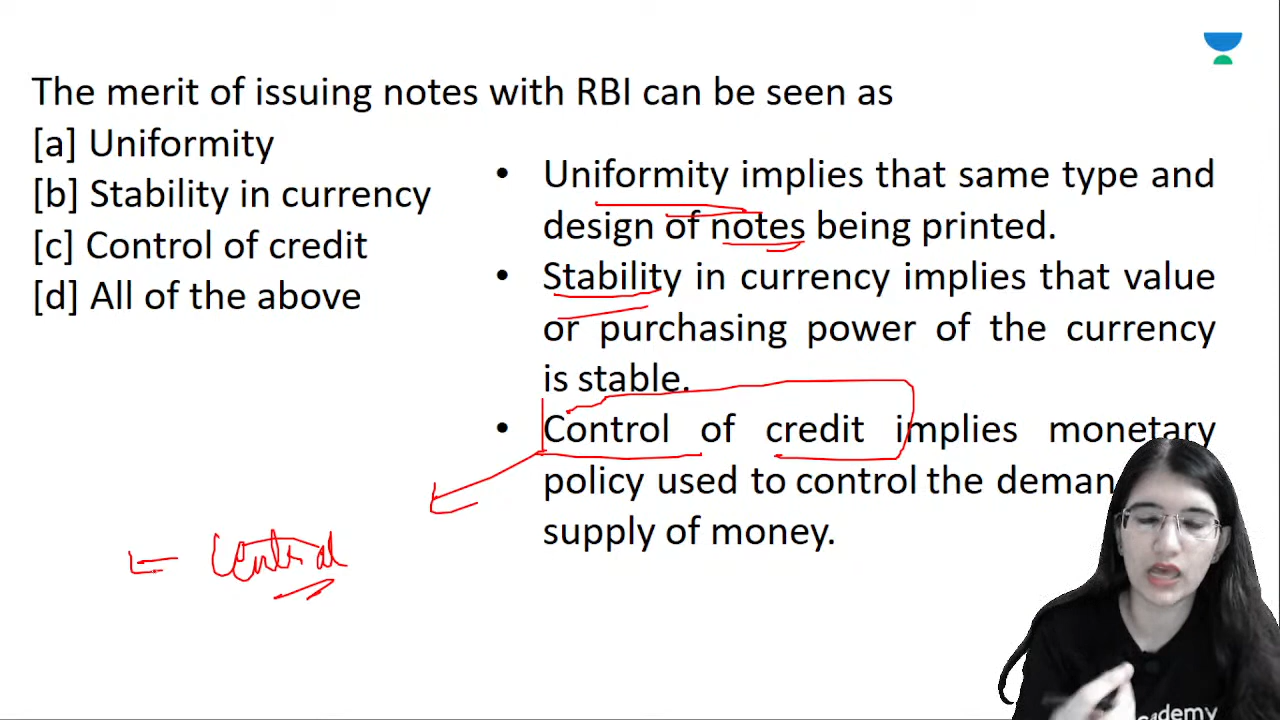 The merit of issuing notes with RBI can be seen as
[a] Uniformity
[b] Stability in currency
[c] Control of credit
[d] All of the above
• Uniformity implies that same type and
design of notes being printed.
• Stability in currency implies that value
or purchasing power of the currency
is stable.
• Control of credit implies monetary
policy used to control the deman
supply of money.
Central
ademy